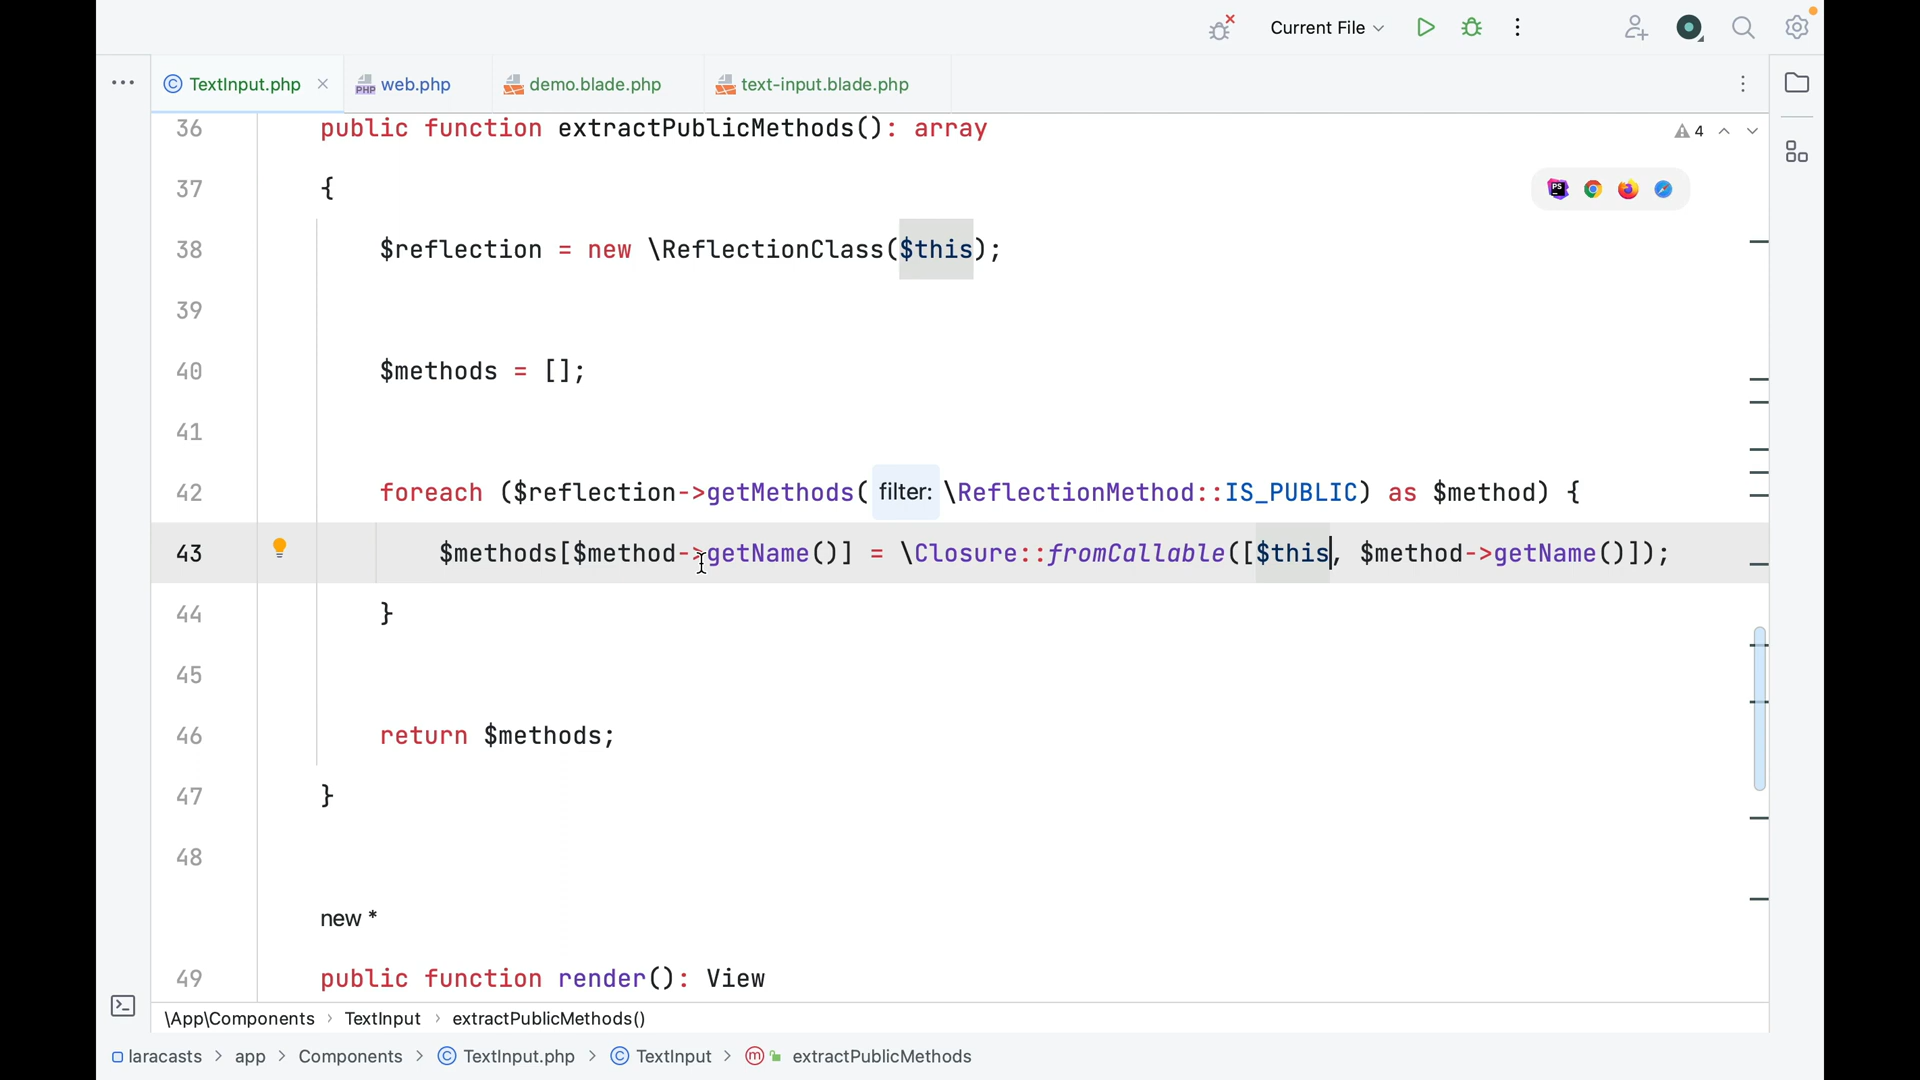 Current File
TextInput.php
web.php
demo.blade.php
text-input.blade.php
36 public function extractPublicMethods(): array
4
37 {
38 $reflection = new \ReflectionClass($this);
39
40 $methods = [];
41
42 foreach ($reflection->getMethods( filter: \ReflectionMethod::IS_PUBLIC) as $method) {
43 $methods[$method->getName()] = \Closure::fromCallable([$this, $method->getName()]);
44 }
45
46 return $methods;
47 }
48
new *
49 public function render(): View
\App\Components › TextInput › extractPublicMethods()
laracasts > app > Components > TextInput.php > TextInput > extractPublicMethods